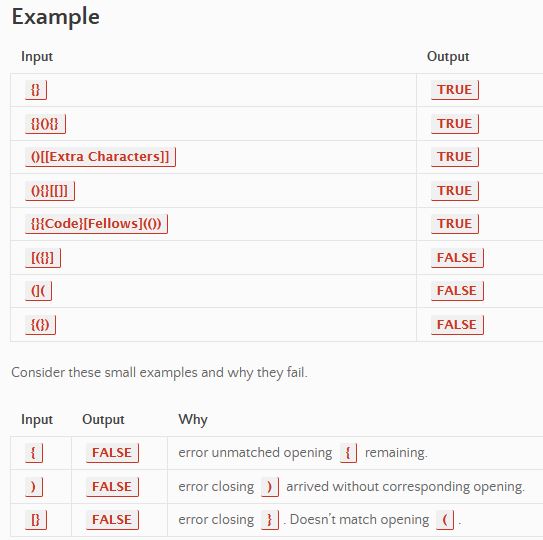 Example
Input Output
{} TRUE
{}(){} TRUE
()[[Extra Characters]] TRUE
(){}[[]] TRUE
{}{Code}[Fellows](()) TRUE
[({}] FALSE
(]( FALSE
{(}) FALSE
Consider these small examples and why they fail.
Input Output Why
{ FALSE error unmatched opening { remaining.
) FALSE error closing ) arrived without corresponding opening.
[} FALSE error closing }. Doesn’t match opening (.